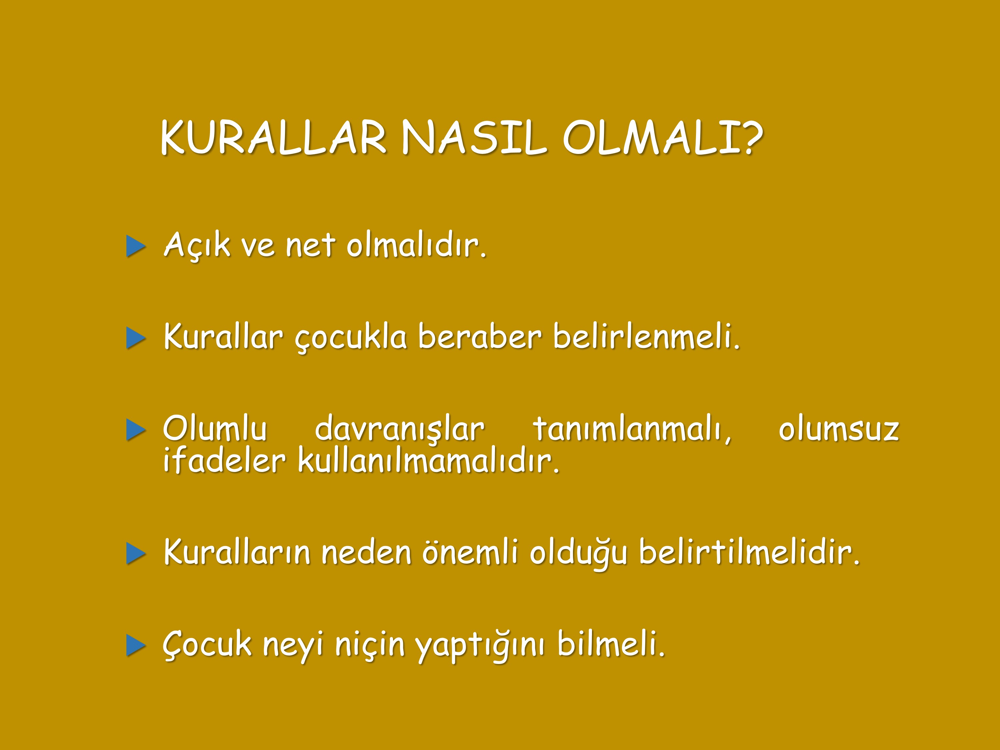 KURALLAR NASIL OLMALI?
Açık ve net olmalıdır.
Kurallar çocukla beraber belirlenmeli.
Olumlu davranışlar tanımlanmalı, olumsuz
ifadeler kullanılmamalıdır.
Kuralların neden önemli olduğu belirtilmelidir.
Çocuk neyi niçin yaptığını bilmeli.